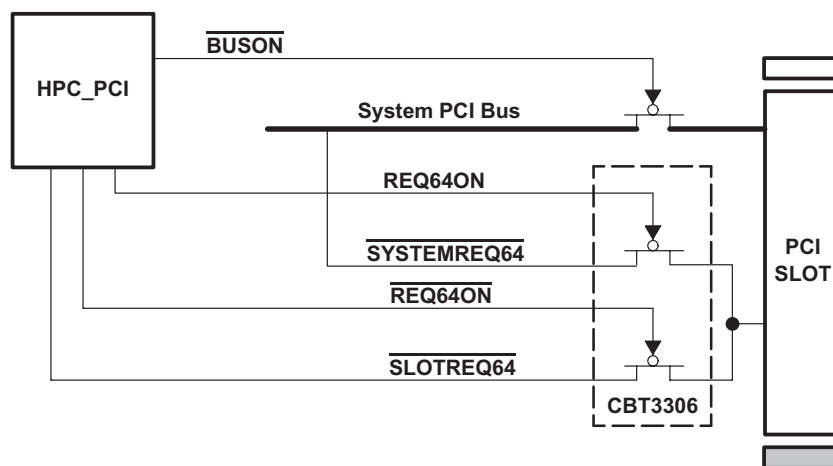 BUSON
HPC_PCI
System PCI Bus
REQ64ON
SYSTEMREQ64
PCI
SLOT
REQ64ON
SLOTREQ64
CBT3306